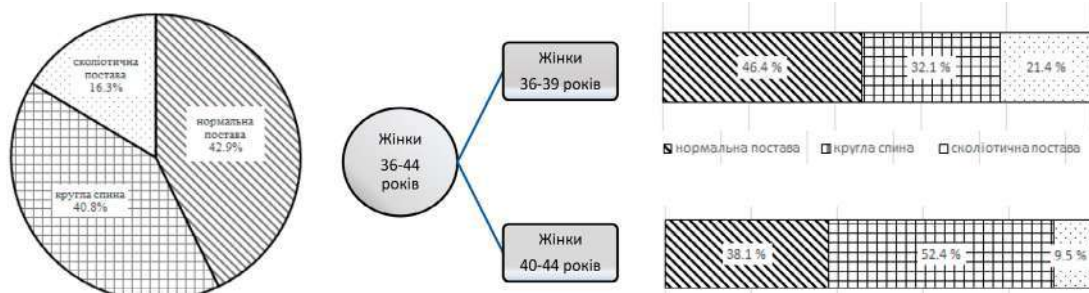 сколіотична
постава
16.3%
нормальна
постава
42.9%
кругла спина
40.8%
Жінки
36-44
років
Жінки
36-39 років
Жінки
40-44 років
46.4 %
32.1 %
21.4 %
нормальна постава
кругла спина
сколіотична постава
38.1 %
52.4 %
9.5 %